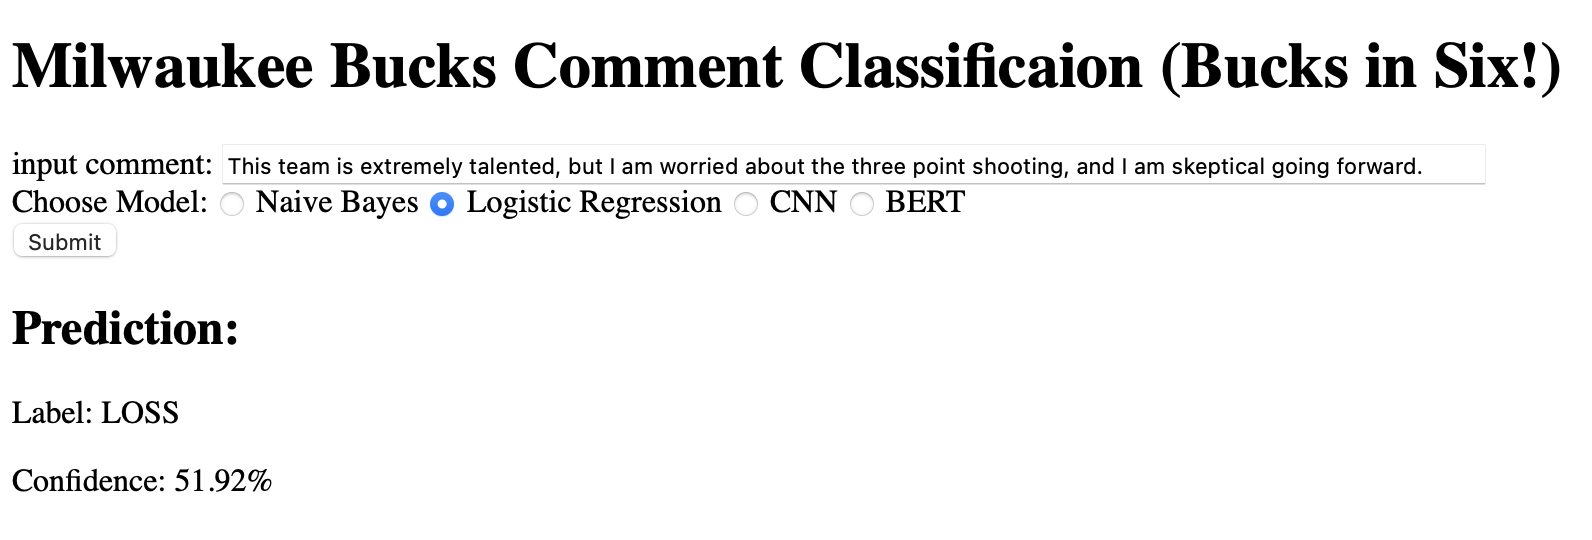 Milwaukee Bucks Comment Classificaion (Bucks in Six!)
input comment: This team is extremely talented, but I am worried about the three point shooting, and I am skeptical going forward.
Choose Model: Naive Bayes Logistic Regression CNN BERT
Submit
Prediction:
Label: LOSS
Confidence: 51.92%